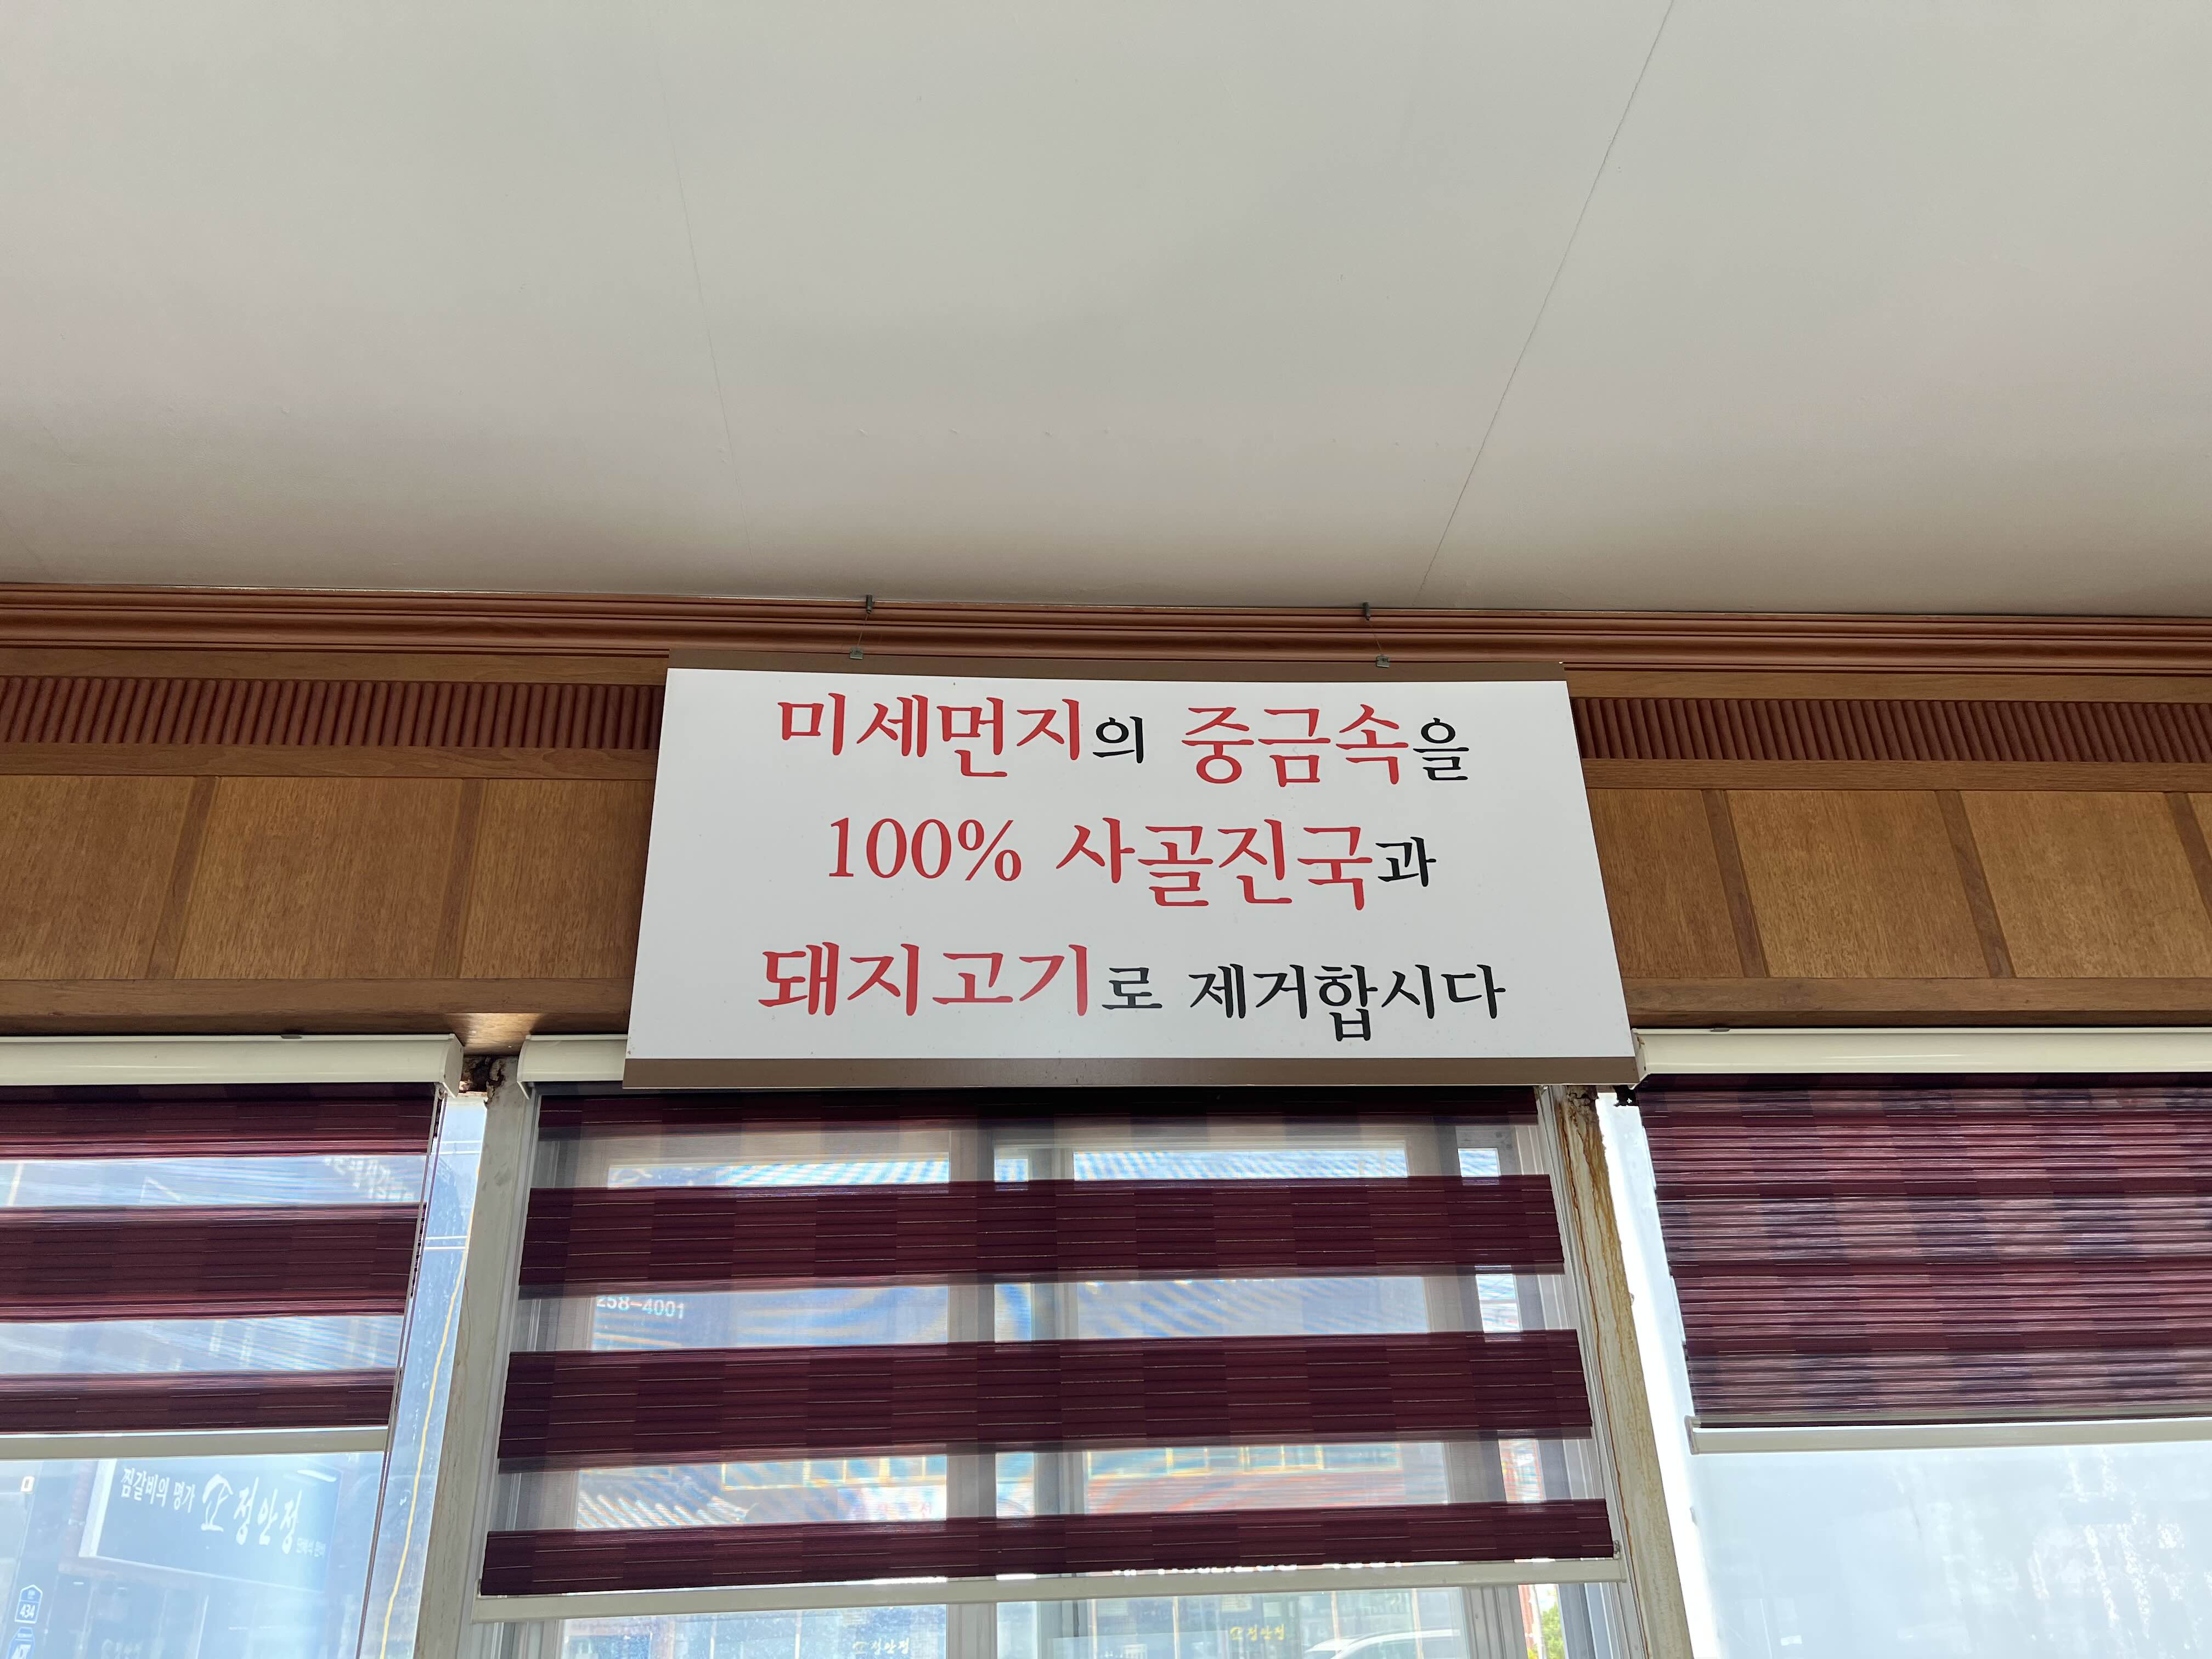 미세먼지의 중금속을
100% 사골진국과
돼지고기로 제거합시다
258-4001
찜갈비의 명가
정안정
434